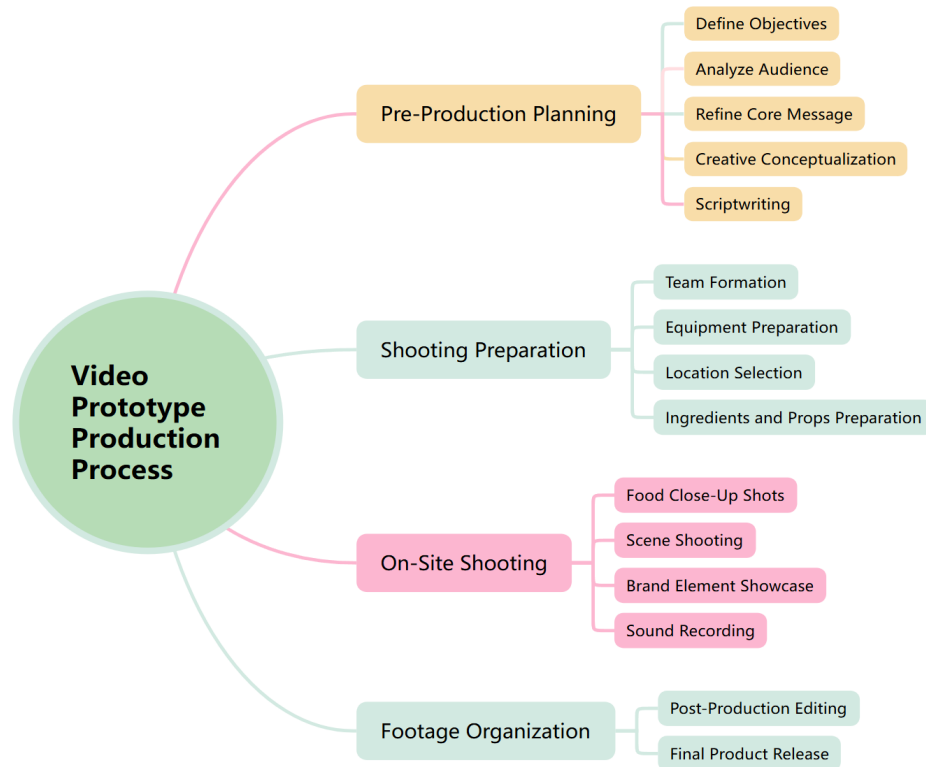 Video
Prototype
Production
Process
Pre-Production Planning
Define Objectives
Analyze Audience
Refine Core Message
Creative Conceptualization
Scriptwriting
Shooting Preparation
Team Formation
Equipment Preparation
Location Selection
Ingredients and Props Preparation
On-Site Shooting
Food Close-Up Shots
Scene Shooting
Brand Element Showcase
Sound Recording
Footage Organization
Post-Production Editing
Final Product Release